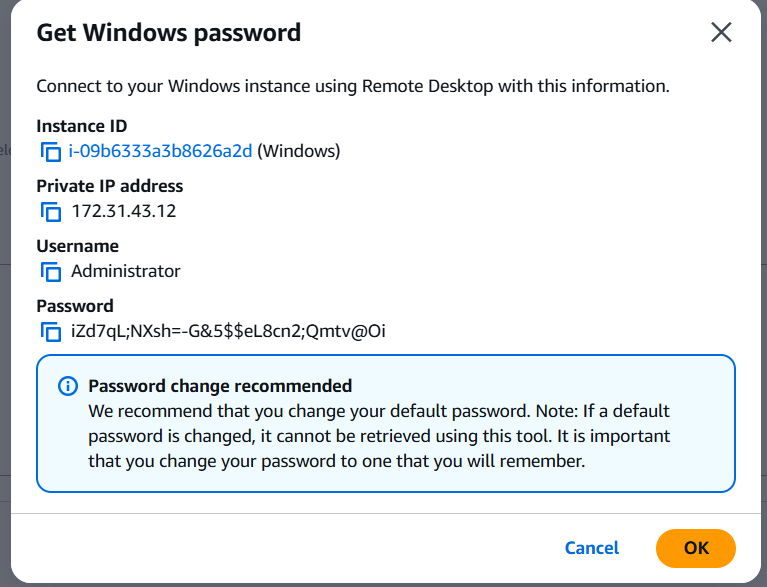 Get Windows password
Connect to your Windows instance using Remote Desktop with this information.
Instance ID
i-09b6333a3b8626a2d (Windows)
Private IP address
172.31.43.12
Username
Administrator
Password
iZd7qL;NXsh=-G&5$$eL8cn2;Qmtv@Oi
Password change recommended
We recommend that you change your default password. Note: If a default
password is changed, it cannot be retrieved using this tool. It is important
that you change your password to one that you will remember.
Cancel
OK